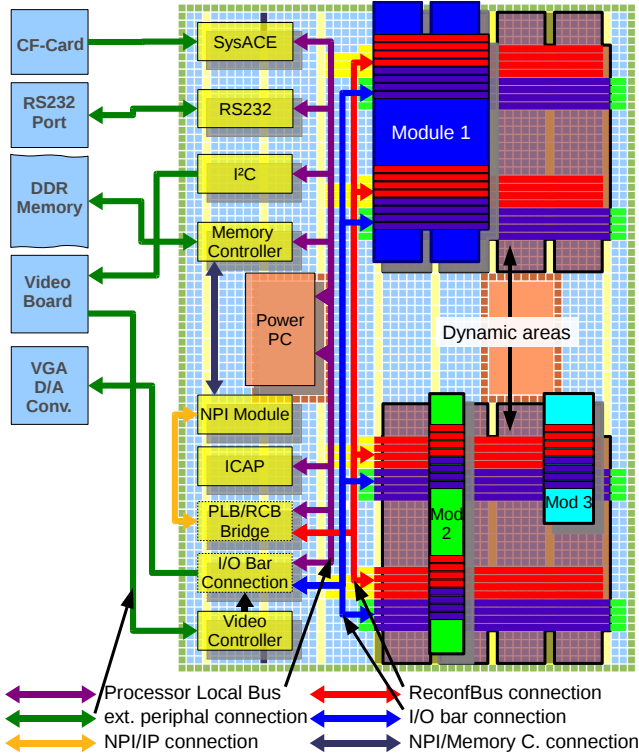 CF-Card
RS232
Port
DDR
Memory
Video
Board
VGA
D/A
Conv.
SysACE
RS232
I²C
Memory
Controller
Power
PC
NPI Module
ICAP
PLB/RCB
Bridge
I/O Bar
Connection
Video
Controller
Module 1
Dynamic areas
Mod
2
Mod 3
Processor Local Bus
ext. periphal connection
NPI/IP connection
ReconfBus connection
I/O bar connection
NPI/Memory C. connection